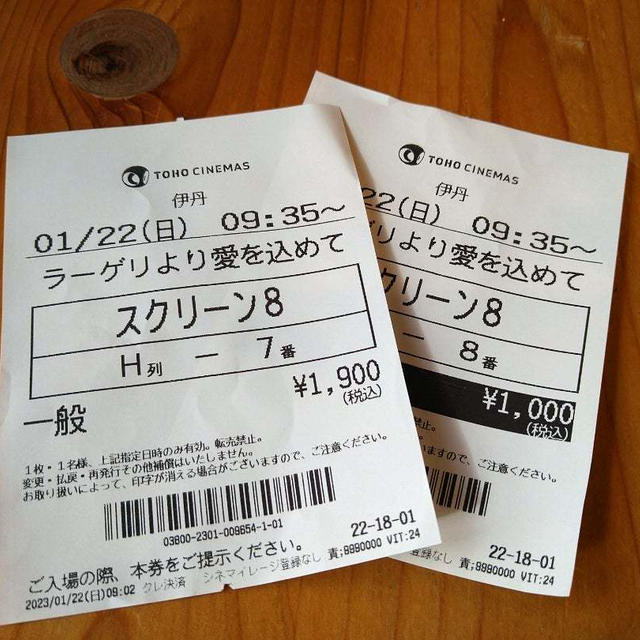 TOHO CINEMAS
伊丹
01/22(日) 09:35～
ラーゲリより愛を込めて
スクリーン8
H列 － 7番
¥1,900
(税込)
一般
1枚・1名様、上記指定日時のみ有効。転売禁止。
変更・払戻・再発行その他補償はいたしません。
お取り扱いによって、印字が消える場合がございますので、ご注意ください。
03800-2301-009654-1-01
22-18-01
ご入場の際、本券をご提示ください。
2023/01/22(日)09:02 クレ決済 シネマイレージ登録なし 責:9990000 VIT:24
TOHO CINEMAS
伊丹
22(日) 09:35～
リより愛を込めて
クリーン8
－ 8番
¥1,000
(税込)
禁止。
ん。
ますので、ご注意ください。
22-18-01
登録なし 責:9990000 VIT:24